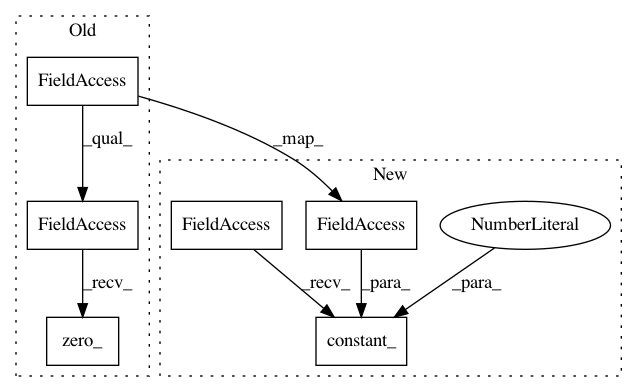 Old
FieldAccess
_qual_
_map_
New
FieldAccess
FieldAccess
FieldAccess
NumberLiteral
_recv_
_recv_
_para_
_para_
zero_
constant_